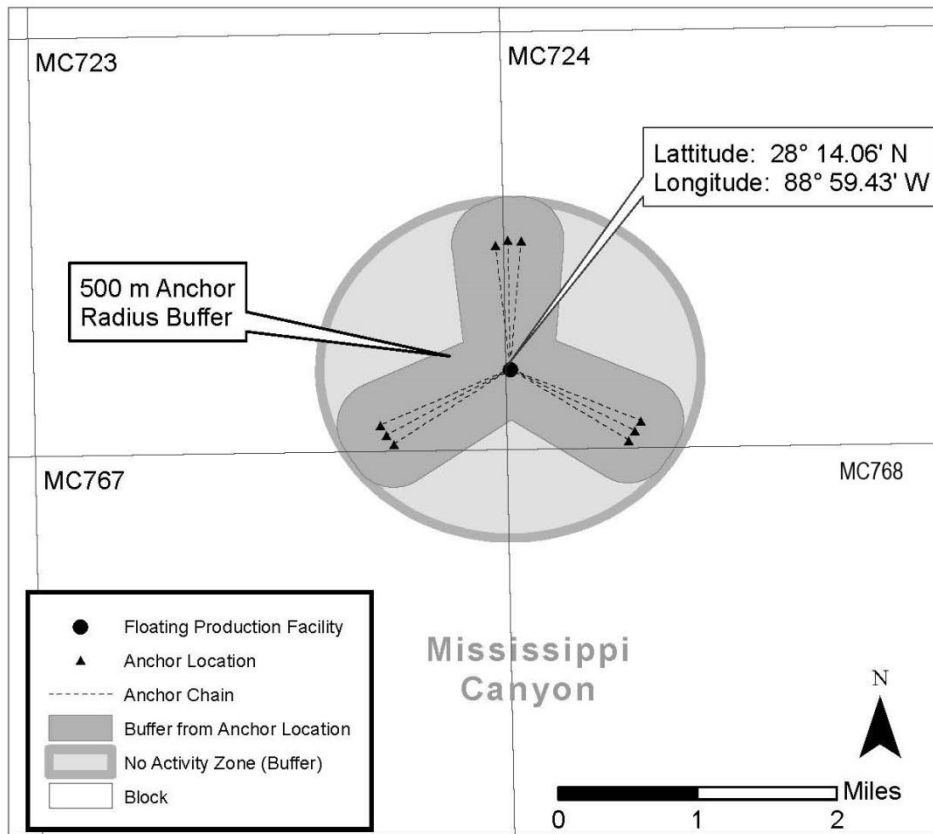 MC723
MC724
Lattitude: 28° 14.06' N
Longitude: 88° 59.43' W
500 m Anchor
Radius Buffer
MC767
MC768
Floating Production Facility
Anchor Location
Anchor Chain
Buffer from Anchor Location
No Activity Zone (Buffer)
Block
Mississippi
Canyon
N
Miles
0
1
2